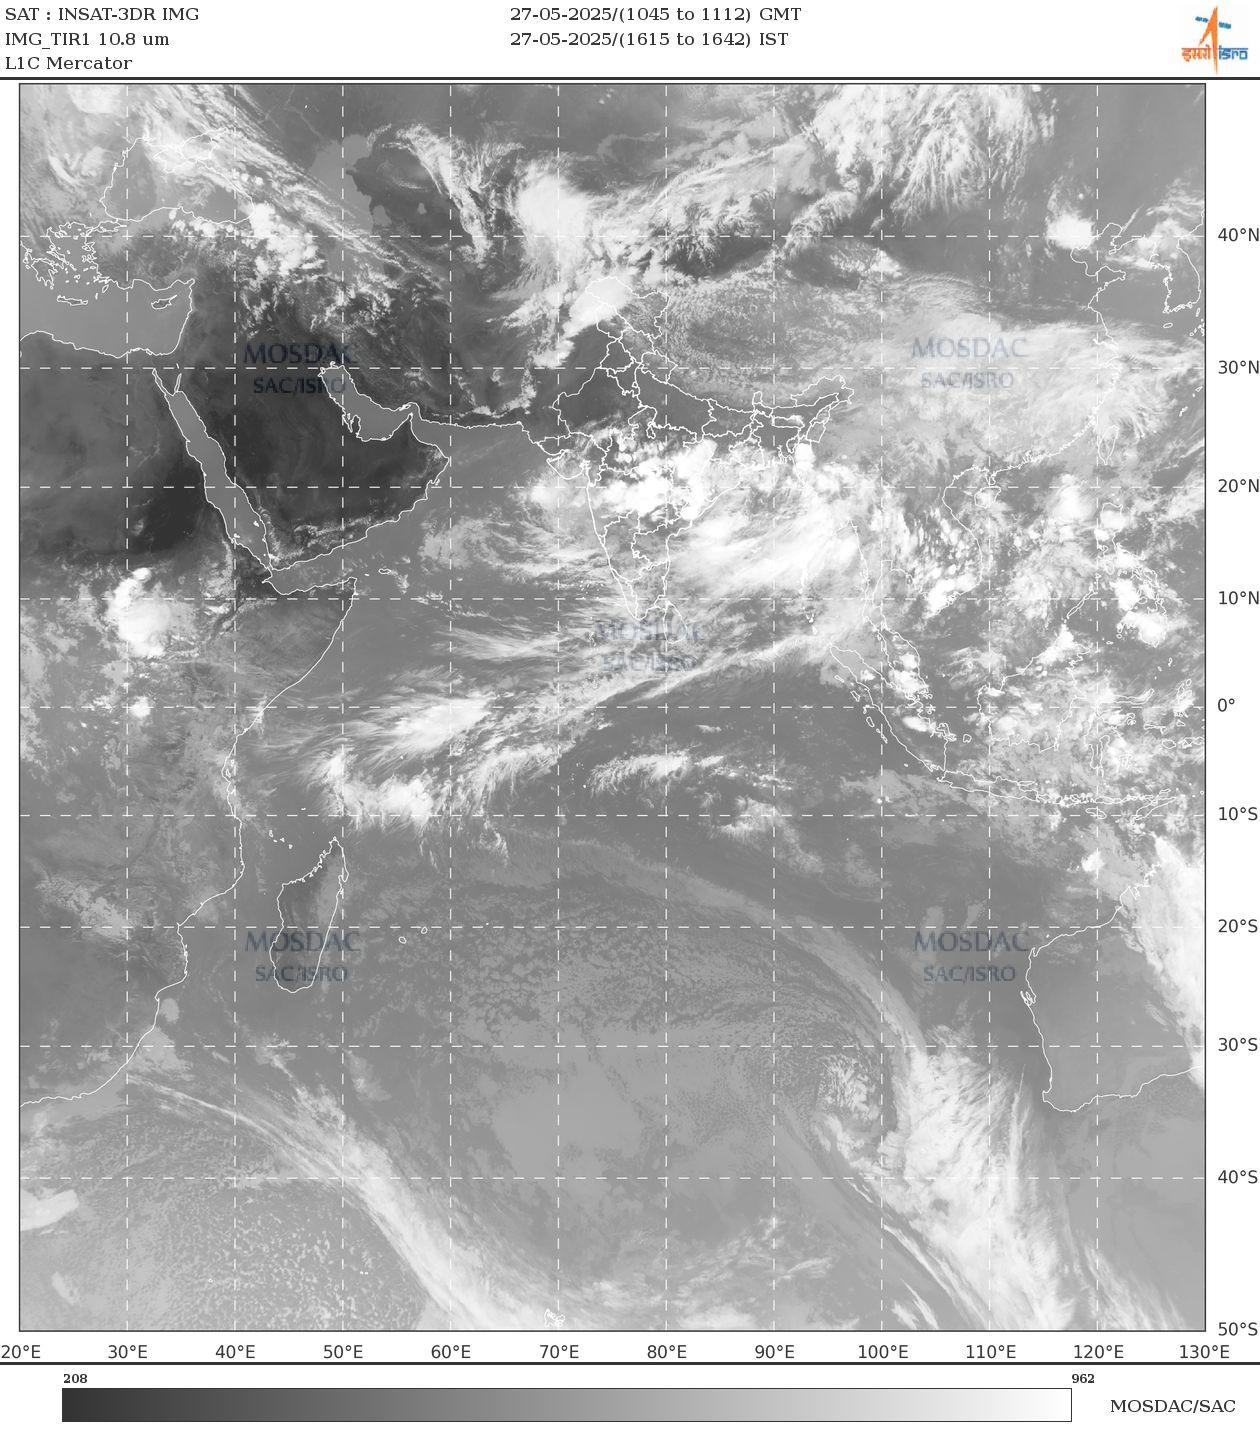 SAT : INSAT-3DR IMG
27-05-2025/(1045 to 1112) GMT
IMG_TIR1 10.8 um
27-05-2025/(1615 to 1642) IST
L1C Mercator
इसरो isro
40°N
MOSDAC
SAC/ISRO
MOSDAC
SAC/ISRO
30°N
20°N
10°N
MOSDAC
SAC/ISRO
0°
10°S
20°S
MOSDAC
SAC/ISRO
MOSDAC
SAC/ISRO
30°S
40°S
50°S
20°E 30°E 40°E 50°E 60°E 70°E 80°E 90°E 100°E 110°E 120°E 130°E
208
962
MOSDAC/SAC